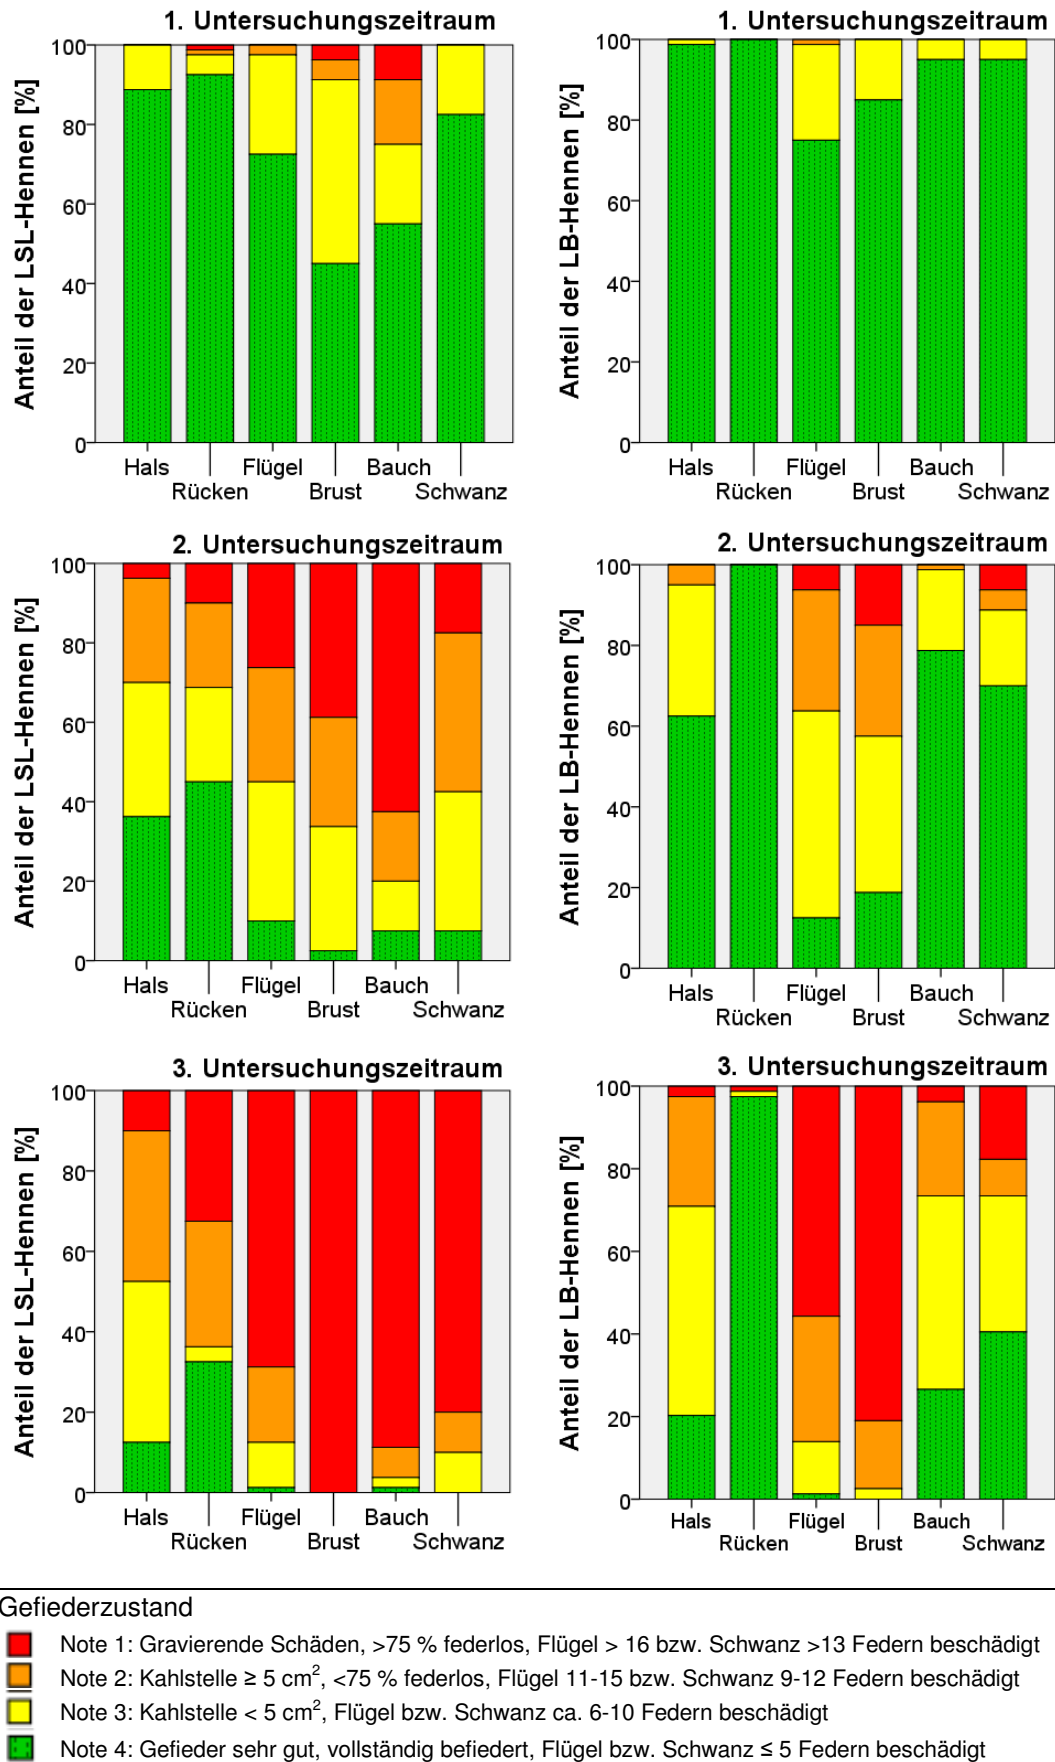 1. Untersuchungszeitraum
Anteil der LSL-Hennen [%]
100
80
60
40
20
0
Hals
Rücken
Flügel
Brust
Bauch
Schwanz
1. Untersuchungszeitraum
Anteil der LB-Hennen [%]
100
80
60
40
20
0
Hals
Rücken
Flügel
Brust
Bauch
Schwanz
2. Untersuchungszeitraum
Anteil der LSL-Hennen [%]
100
80
60
40
20
0
Hals
Rücken
Flügel
Brust
Bauch
Schwanz
2. Untersuchungszeitraum
Anteil der LB-Hennen [%]
100
80
60
40
20
0
Hals
Rücken
Flügel
Brust
Bauch
Schwanz
3. Untersuchungszeitraum
Anteil der LSL-Hennen [%]
100
80
60
40
20
0
Hals
Rücken
Flügel
Brust
Bauch
Schwanz
3. Untersuchungszeitraum
Anteil der LB-Hennen [%]
100
80
60
40
20
0
Hals
Rücken
Flügel
Brust
Bauch
Schwanz
Gefiederzustand
Note 1: Gravierende Schäden, >75 % federlos, Flügel > 16 bzw. Schwanz >13 Federn beschädigt
Note 2: Kahlstelle ≥ 5 cm², <75 % federlos, Flügel 11-15 bzw. Schwanz 9-12 Federn beschädigt
Note 3: Kahlstelle < 5 cm², Flügel bzw. Schwanz ca. 6-10 Federn beschädigt
Note 4: Gefieder sehr gut, vollständig befiedert, Flügel bzw. Schwanz ≤ 5 Federn beschädigt